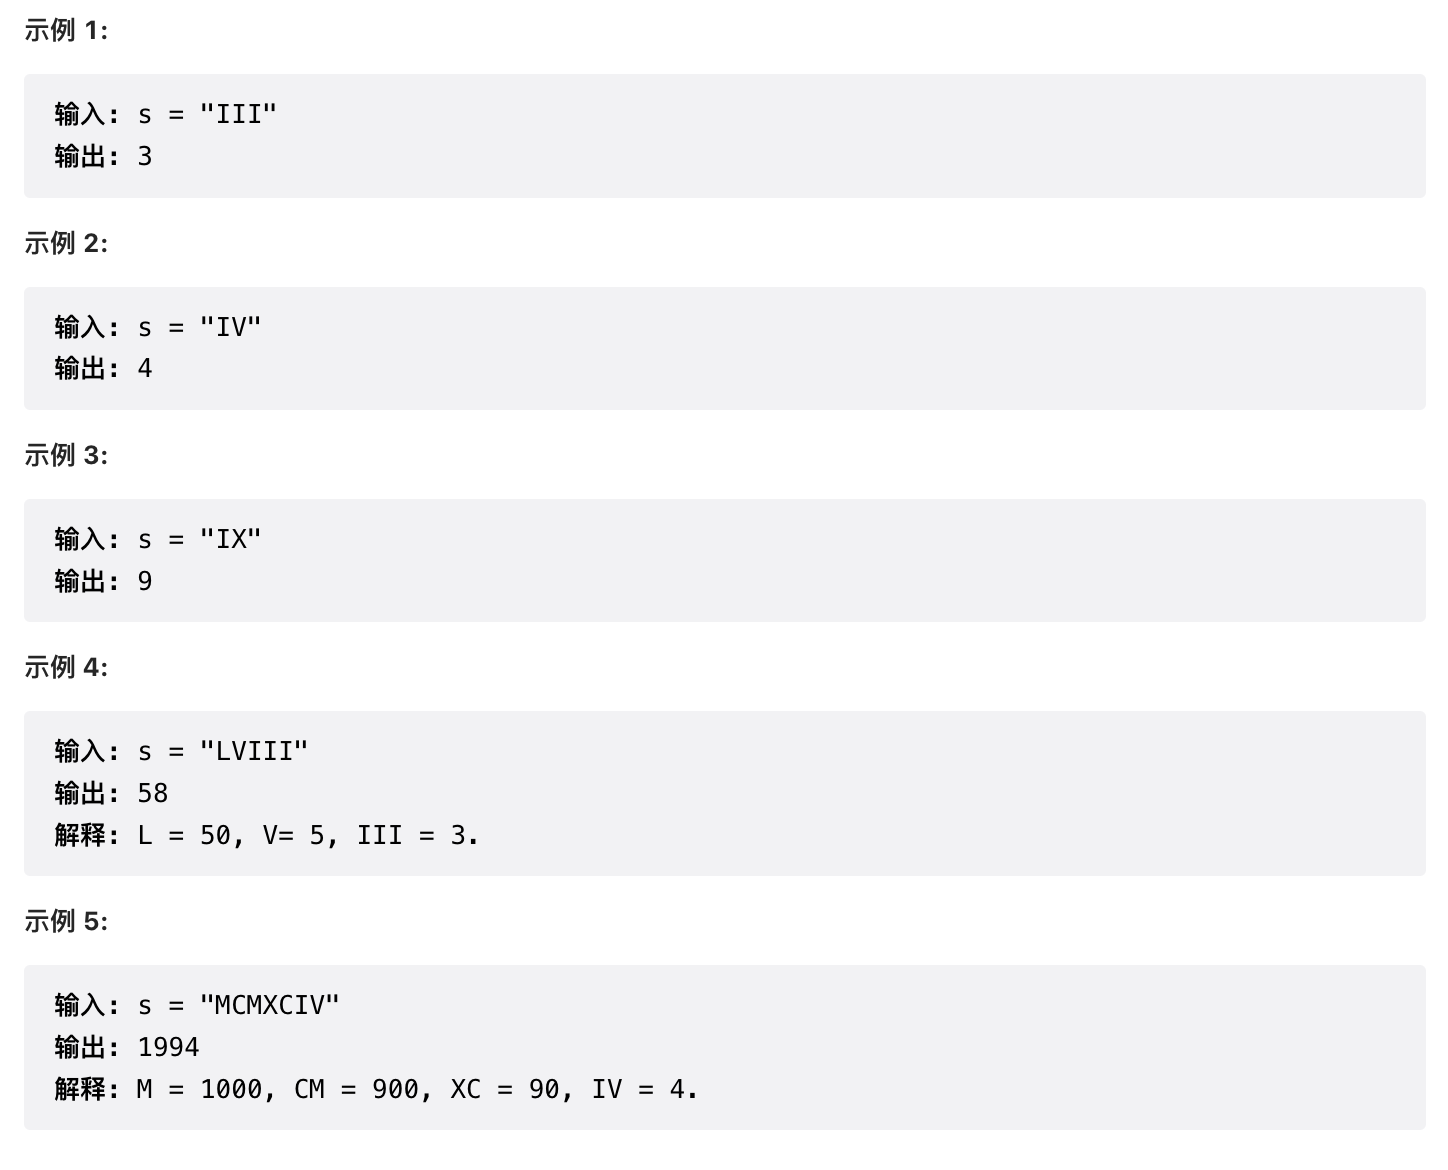 示例 1:
输入: s = "III"
输出: 3
示例 2:
输入: s = "IV"
输出: 4
示例 3:
输入: s = "IX"
输出: 9
示例 4:
输入: s = "LVIII"
输出: 58
解释: L = 50, V= 5, III = 3.
示例 5:
输入: s = "MCMXCIV"
输出: 1994
解释: M = 1000, CM = 900, XC = 90, IV = 4.